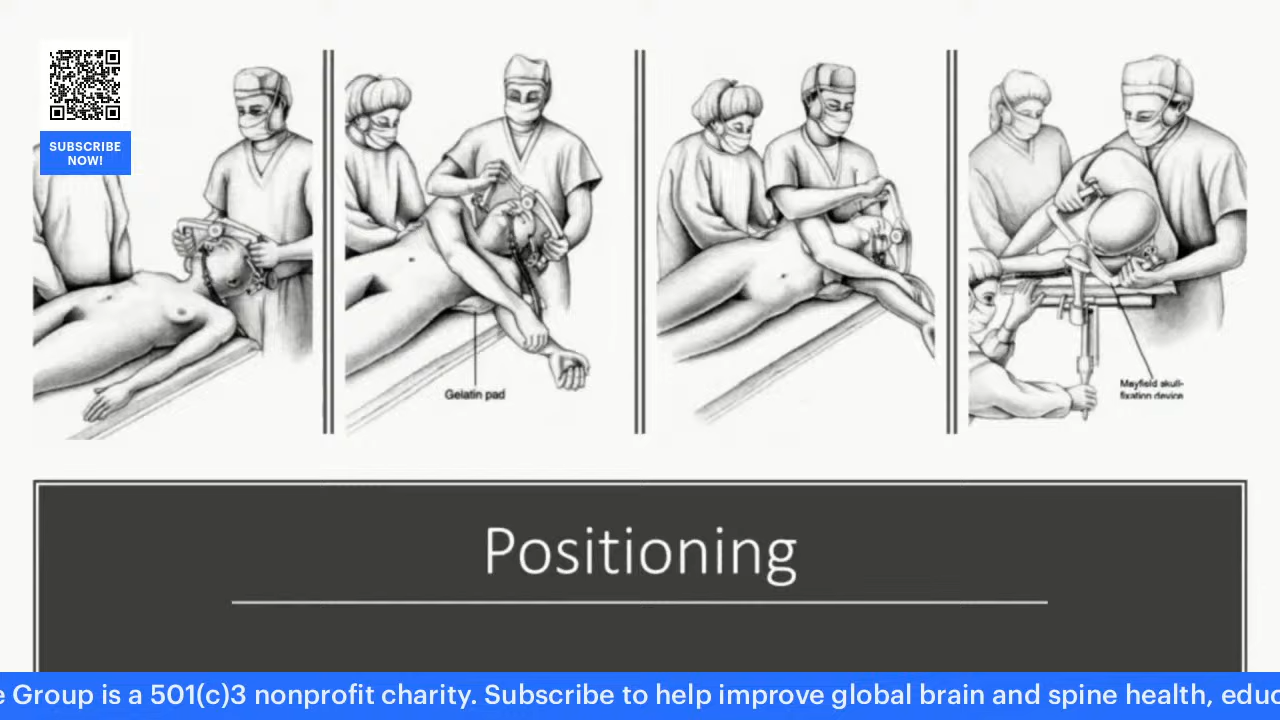 SUBSCRIBE
NOW!
Gelatin pad
Mayfield skull-
fixation device
Positioning
e Group is a 501(c)3 nonprofit charity. Subscribe to help improve global brain and spine health, educ